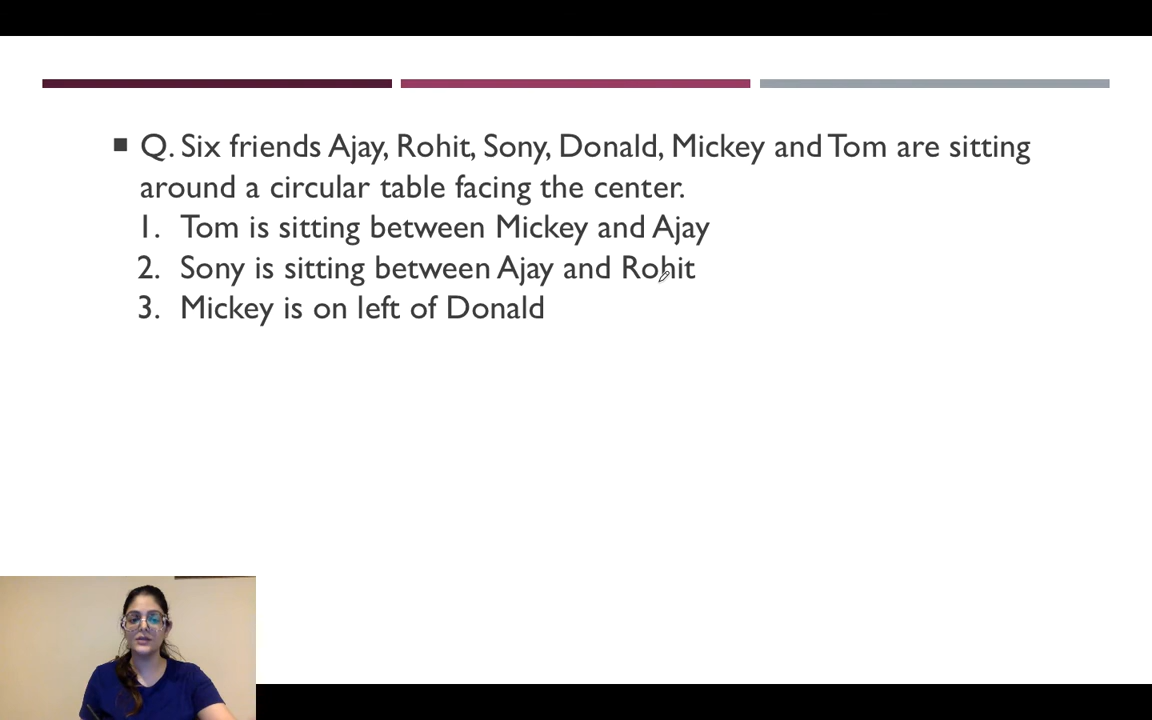 Q. Six friends Ajay, Rohit, Sony, Donald, Mickey and Tom are sitting
around a circular table facing the center.
1. Tom is sitting between Mickey and Ajay
2. Sony is sitting between Ajay and Rohit
3. Mickey is on left of Donald